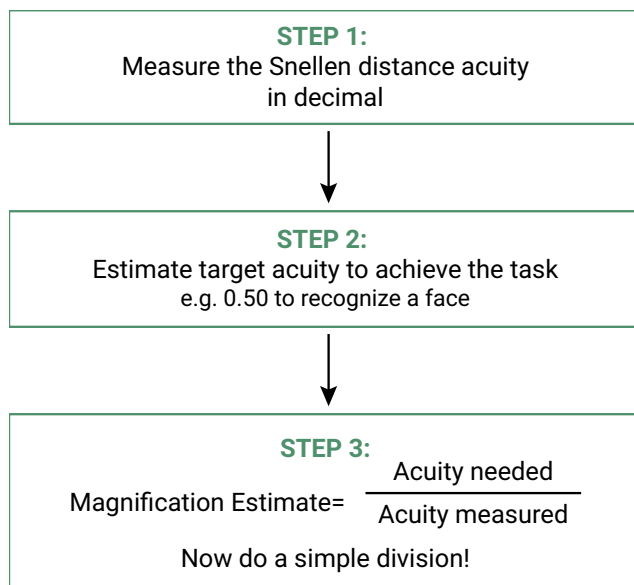 STEP 1:
Measure the Snellen distance acuity
in decimal
STEP 2:
Estimate target acuity to achieve the task
e.g. 0.50 to recognize a face
STEP 3:
Magnification Estimate=
Acuity needed
Acuity measured
Now do a simple division!